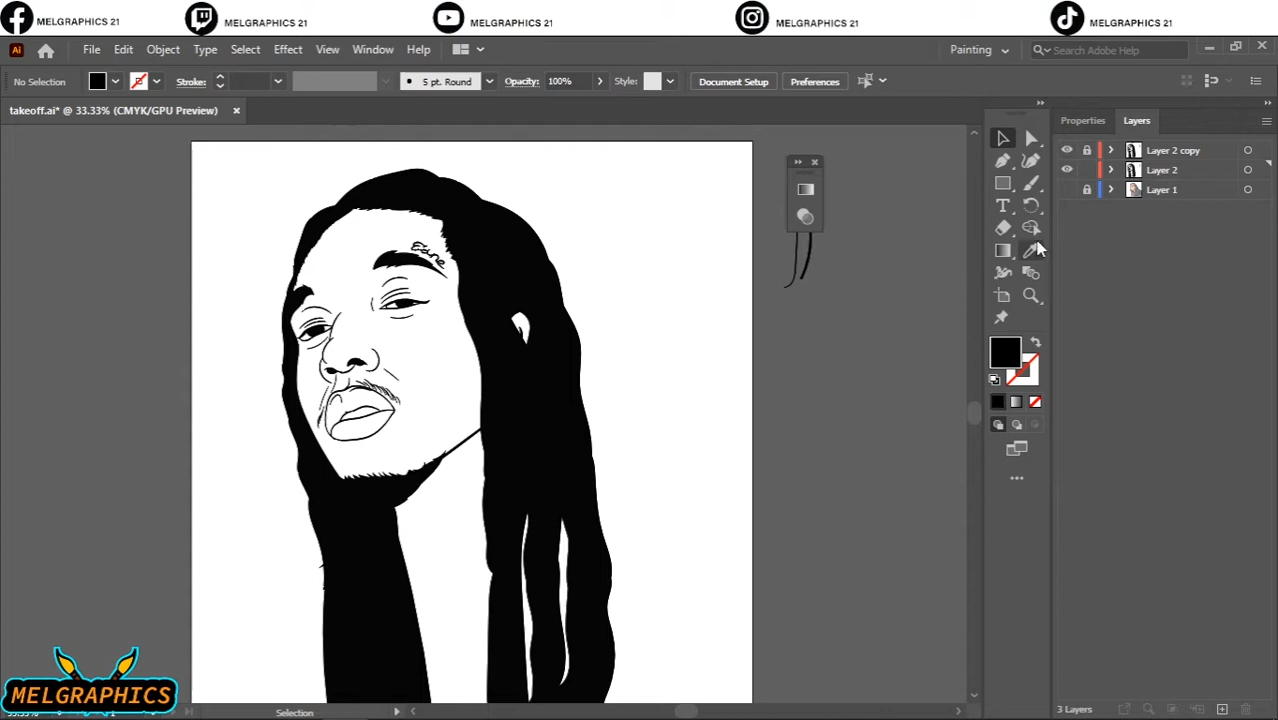 MELGRAPHICS 21 MELGRAPHICS 21 MELGRAPHICS 21 MELGRAPHICS 21 MELGRAPHICS 21
Ai File Edit Object Type Select Effect View Window Help Painting Search Adobe Help
No Selection Stroke: 5 pt. Round Opacity: 100% Style: Document Setup Preferences
takeoff.ai* @ 33.33% (CMYK/GPU Preview)
Properties Layers
Layer 2 copy
Layer 2
Layer 1
MELGRAPHICS
Selection
3 Layers